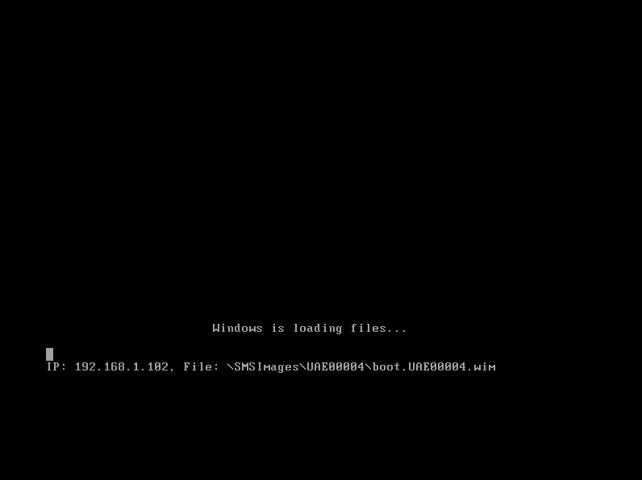 Windows is loading files...
IP: 192.168.1.102, File: \SMSImages\UAE00004\boot.UAE00004.wim